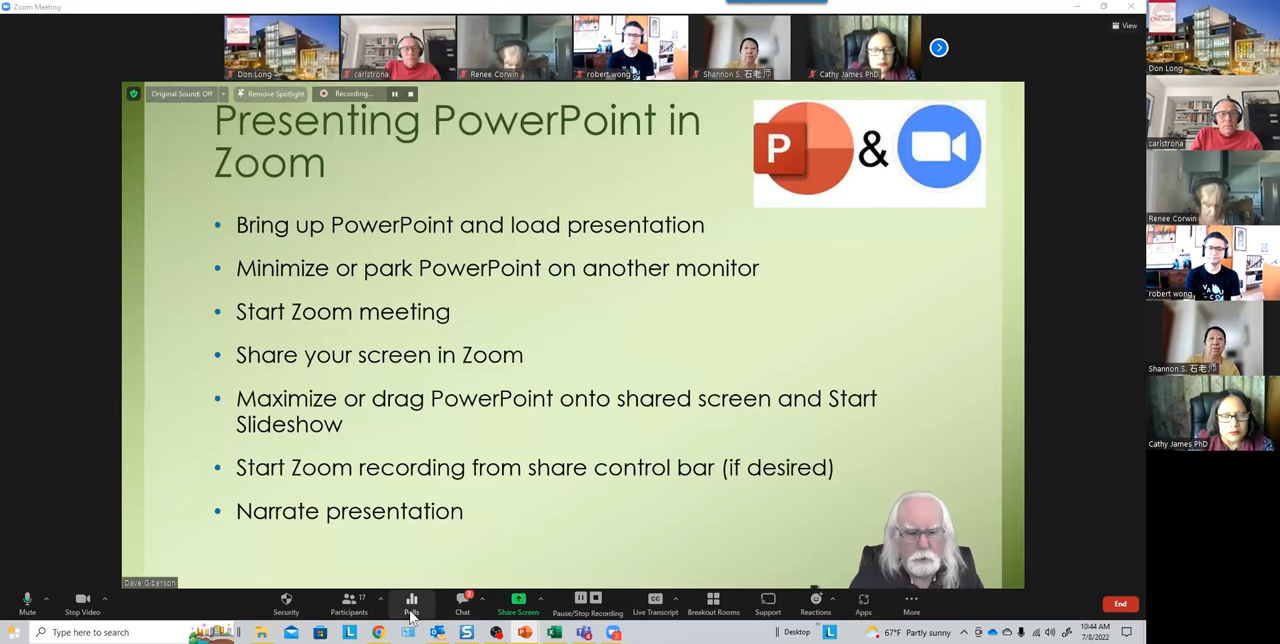 Zoom Meeting
View
Don Long
carlstrona
Renee Corwin
robert wong
Shannon S. 石老师
Cathy James PhD
Original Sound: Off
Remove Spotlight
Recording...
Presenting PowerPoint in
Zoom
P
&
• Bring up PowerPoint and load presentation
• Minimize or park PowerPoint on another monitor
• Start Zoom meeting
• Share your screen in Zoom
• Maximize or drag PowerPoint onto shared screen and Start
Slideshow
• Start Zoom recording from share control bar (if desired)
• Narrate presentation
Dave Giberson
Don Long
carlstrona
Renee Corwin
robert wong
Shannon S. 石老师
Cathy James PhD
Mute
Stop Video
Security
17
Participants
Polls
2
Chat
Share Screen
Pause/Stop Recording
CC
Live Transcript
Breakout Rooms
Support
Reactions
Apps
More
End
Type here to search
Desktop
67°F Partly sunny
10:44 AM
7/8/2022